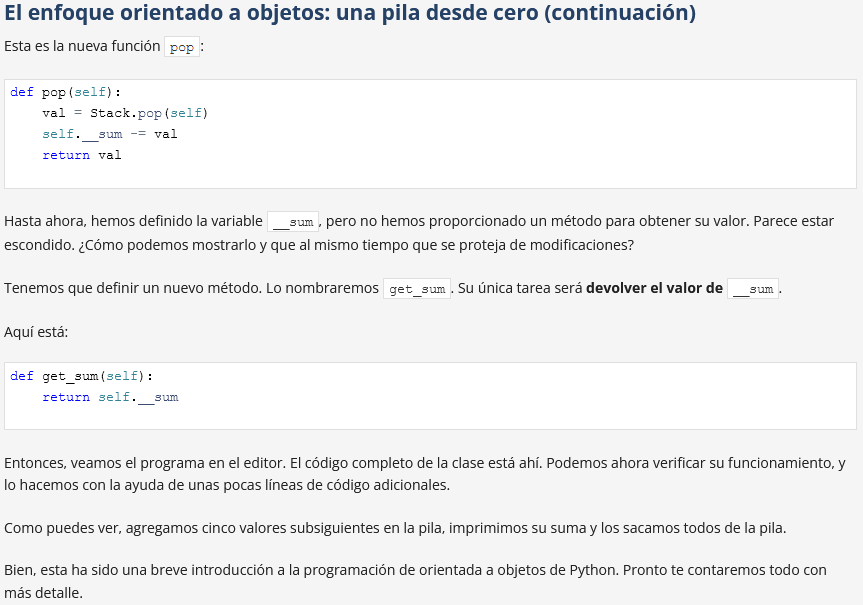 El enfoque orientado a objetos: una pila desde cero (continuación)
Esta es la nueva función pop:
def pop(self):
    val = Stack.pop(self)
    self.__sum -= val
    return val
Hasta ahora, hemos definido la variable __sum, pero no hemos proporcionado un método para obtener su valor. Parece estar
escondido. ¿Cómo podemos mostrarlo y que al mismo tiempo que se proteja de modificaciones?
Tenemos que definir un nuevo método. Lo nombraremos get_sum. Su única tarea será devolver el valor de __sum.
Aquí está:
def get_sum(self):
    return self.__sum
Entonces, veamos el programa en el editor. El código completo de la clase está ahí. Podemos ahora verificar su funcionamiento, y
lo hacemos con la ayuda de unas pocas líneas de código adicionales.
Como puedes ver, agregamos cinco valores subsiguientes en la pila, imprimimos su suma y los sacamos todos de la pila.
Bien, esta ha sido una breve introducción a la programación de orientada a objetos de Python. Pronto te contaremos todo con
más detalle.